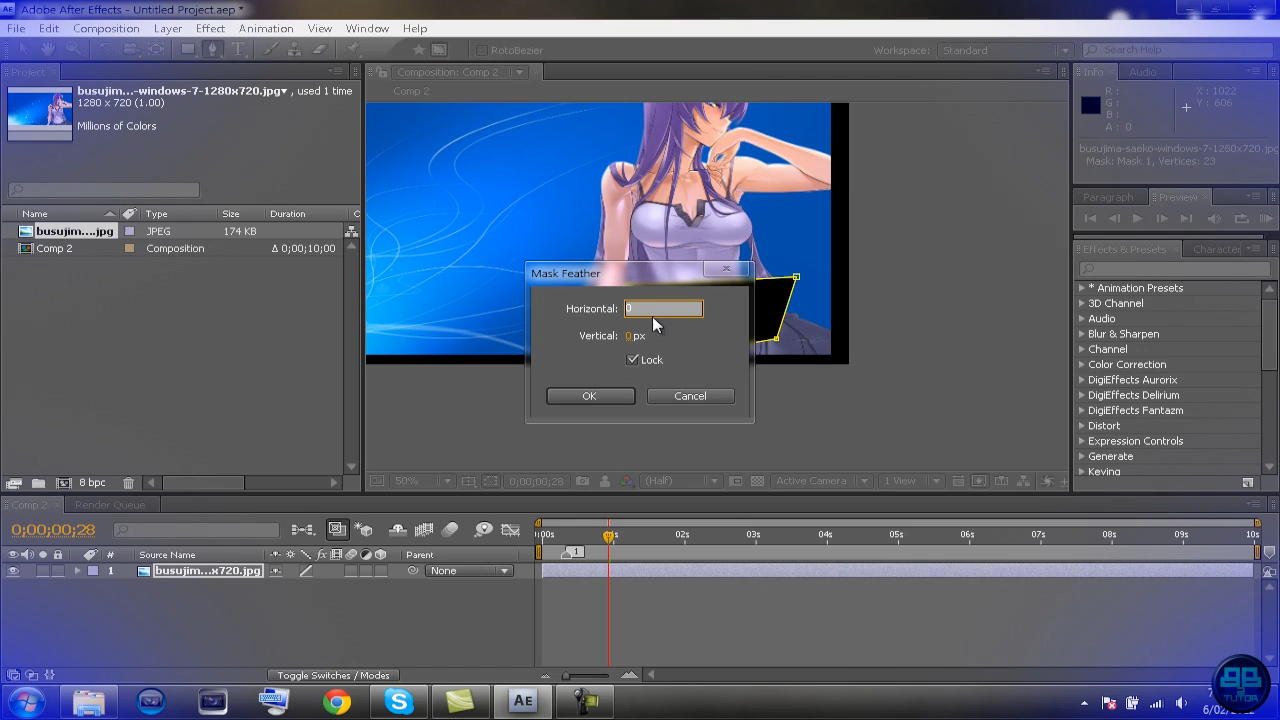 Adobe After Effects - Untitled Project.aep *
File Edit Composition Layer Effect Animation View Window Help
RotoBezier
Workspace: Standard
Search Help
Project
busujim...-windows-7-1280x720.jpg▾, used 1 time
1280 x 720 (1.00)
Millions of Colors
Name Type Size Duration C
busujim....jpg JPEG 174 KB
Comp 2 Composition Δ 0;00;10;00
8 bpc
Composition: Comp 2
Comp 2
Mask Feather
Horizontal: 0
Vertical: 0 px
Lock
OK Cancel
50% 0;00;00;28 (Half) Active Camera 1 View
Info Audio
R : X : 1022
G : Y : 606
B :
A : 0
busujima-saeko-windows-7-1280x720.jpg
Mask: Mask 1, Vertices: 23
Paragraph Preview
Effects & Presets Character
* Animation Presets
3D Channel
Audio
Blur & Sharpen
Channel
Color Correction
DigiEffects Aurorix
DigiEffects Delirium
DigiEffects Fantazm
Distort
Expression Controls
Generate
Keying
Comp 2 Render Queue
0;00;00;28
02s 03s 04s 05s 06s 07s 08s 09s 10s
# Source Name Parent
1
1 busujim...x720.jpg None
Toggle Switches / Modes
AE
TUTOR